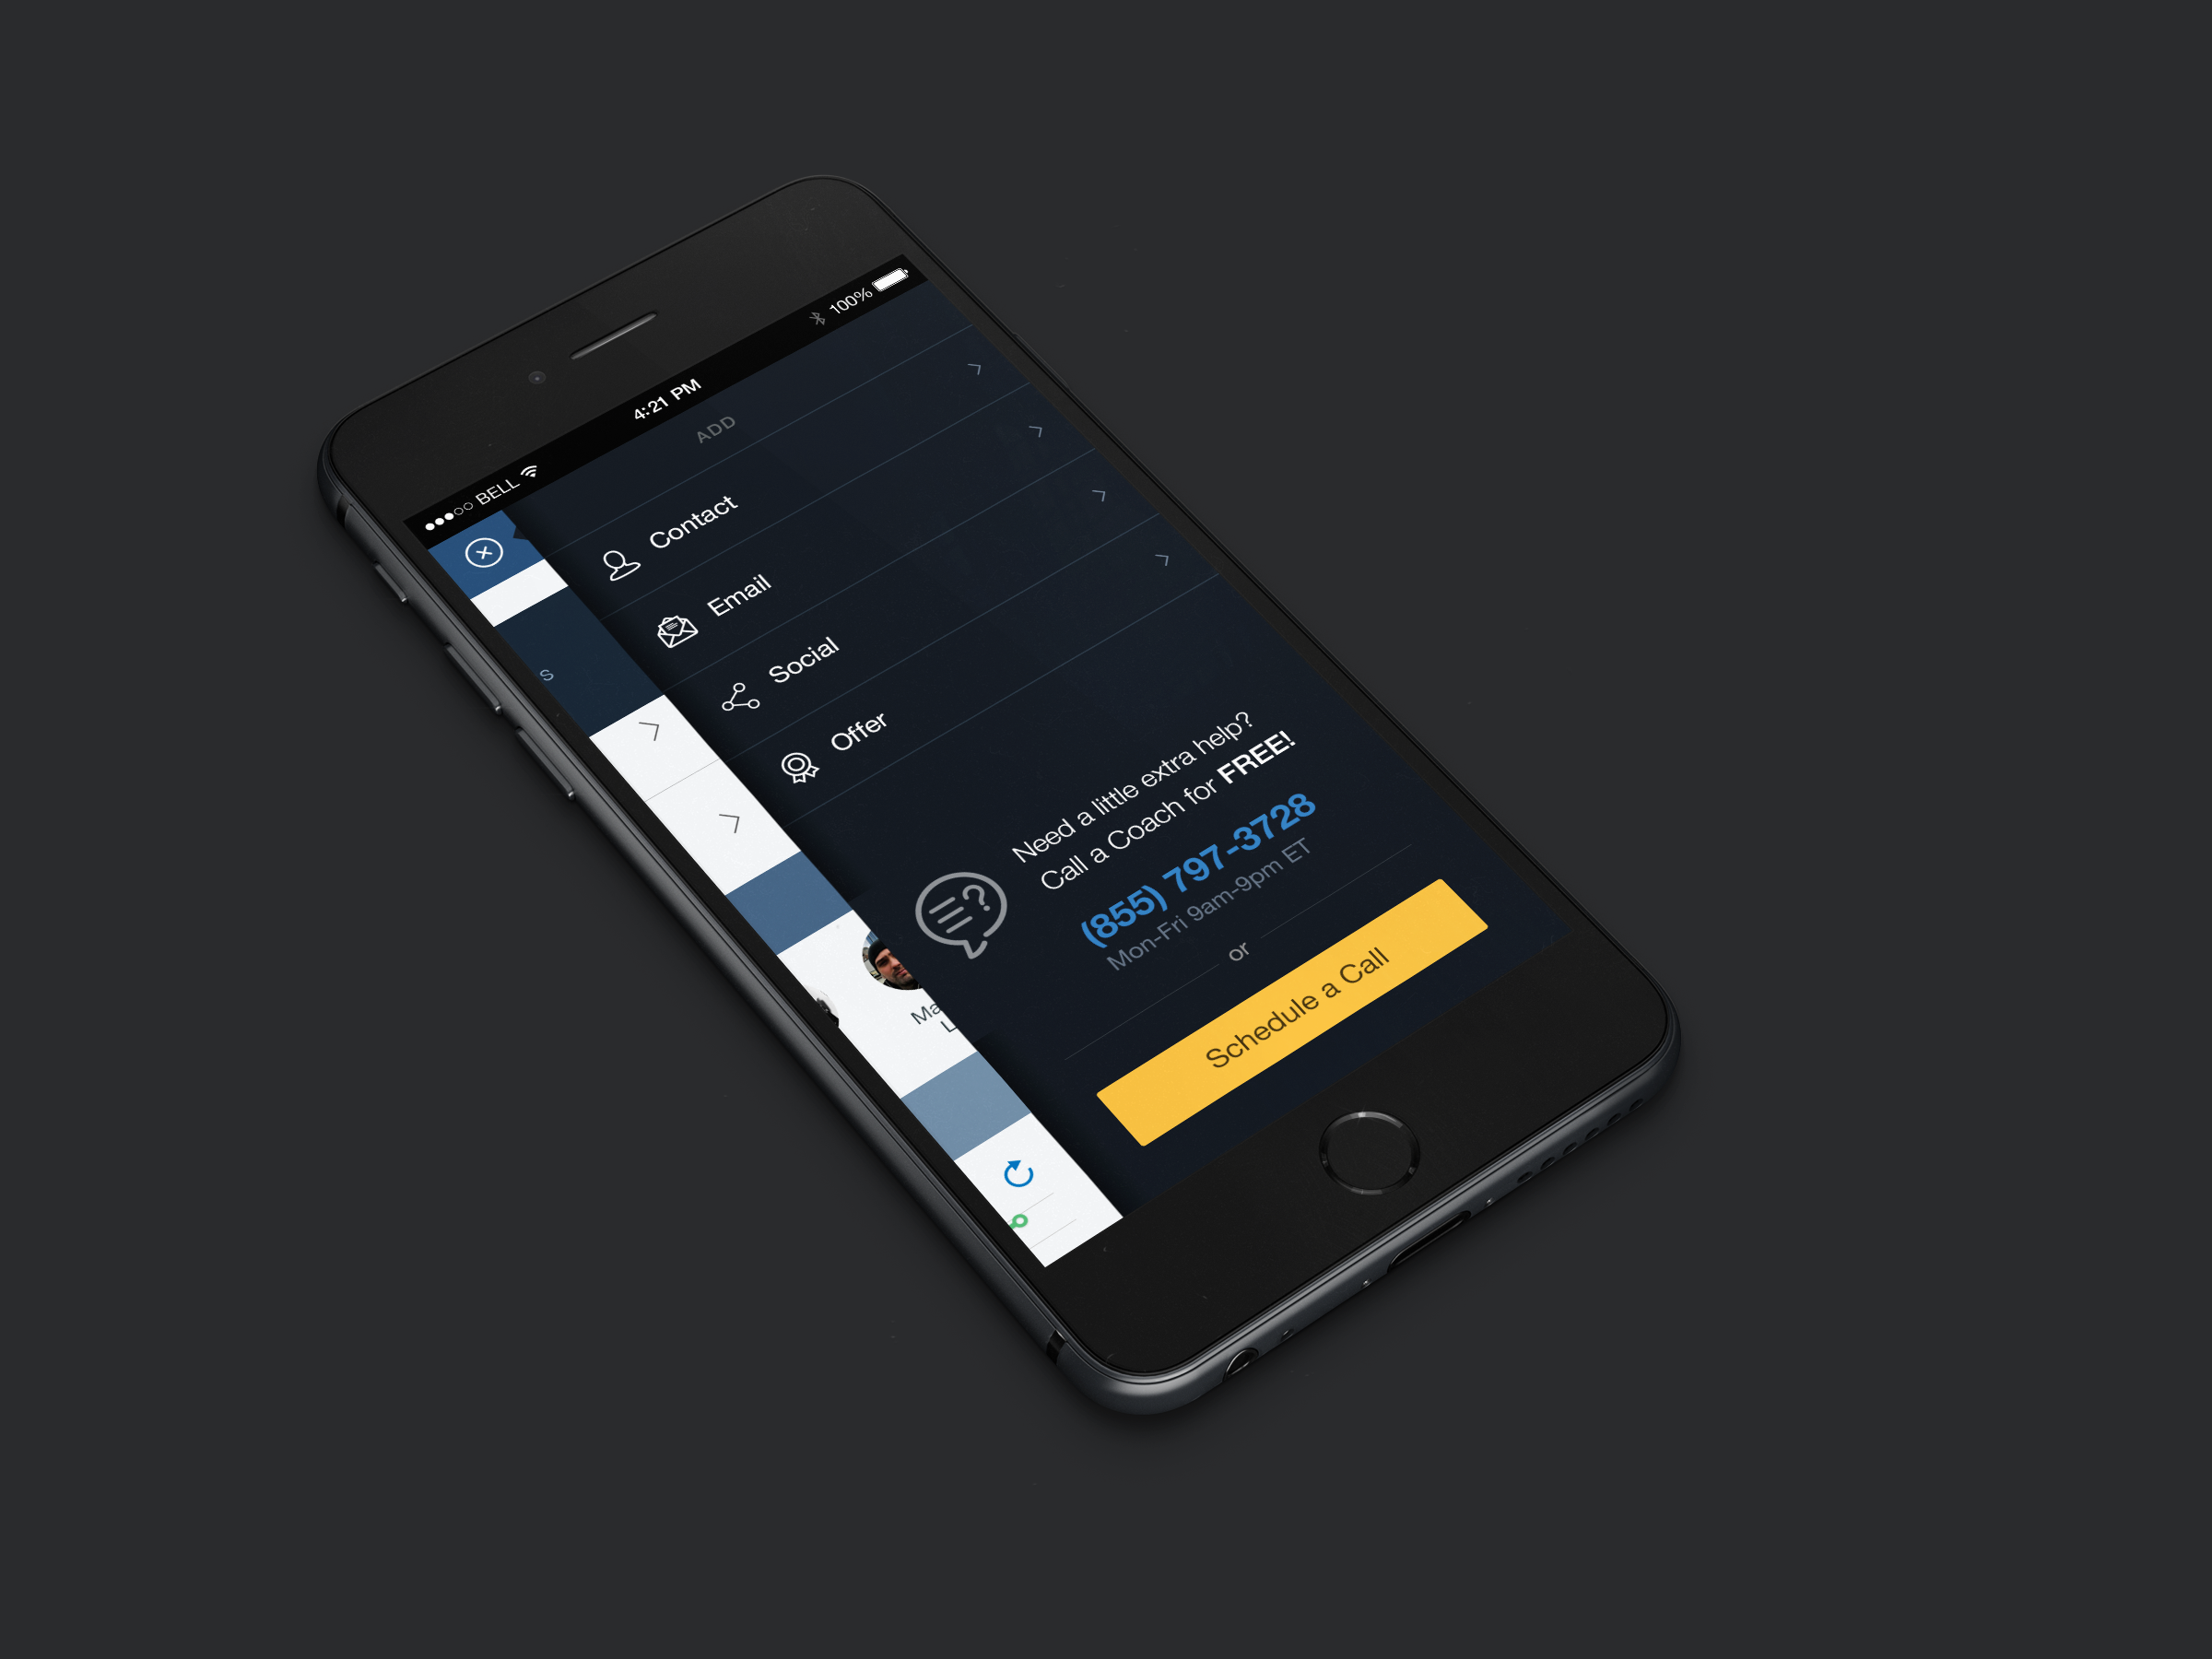 BELL
4:21 PM
100%
ADD
Contact
Email
Social
Offer
S
Need a little extra help?
Call a Coach for FREE!
(855) 797-3728
Mon-Fri 9am-9pm ET
or
Schedule a Call
Ma
L